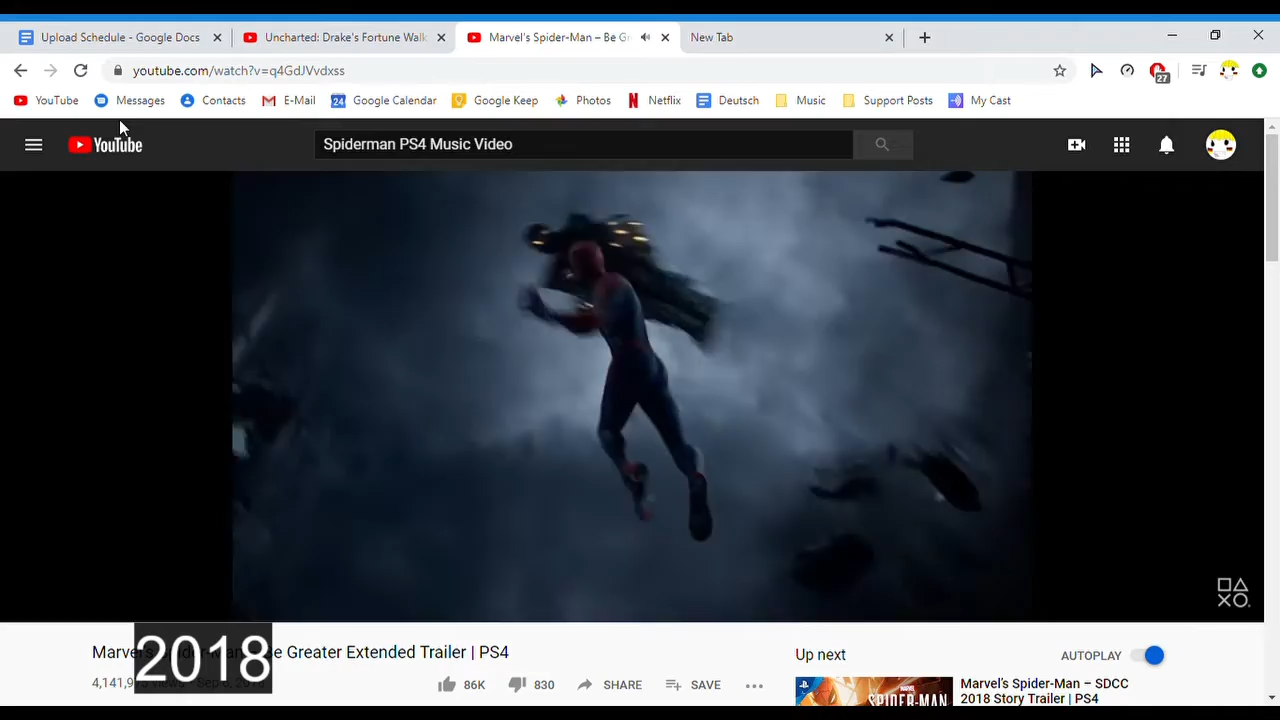 Upload Schedule - Google Docs
Uncharted: Drake's Fortune Walk
Marvel's Spider-Man – Be Gr
New Tab
youtube.com/watch?v=q4GdJVvdxss
27
YouTube
Messages
Contacts
24
E-Mail
Google Calendar
Google Keep
Photos
Netflix
Deutsch
Music
Support Posts
My Cast
YouTube
Spiderman PS4 Music Video
Marve
2018
Be Greater Extended Trailer | PS4
86K
830
SHARE
SAVE
Up next
AUTOPLAY
SPIDER-MAN
Marvel's Spider-Man – SDCC
2018 Story Trailer | PS4